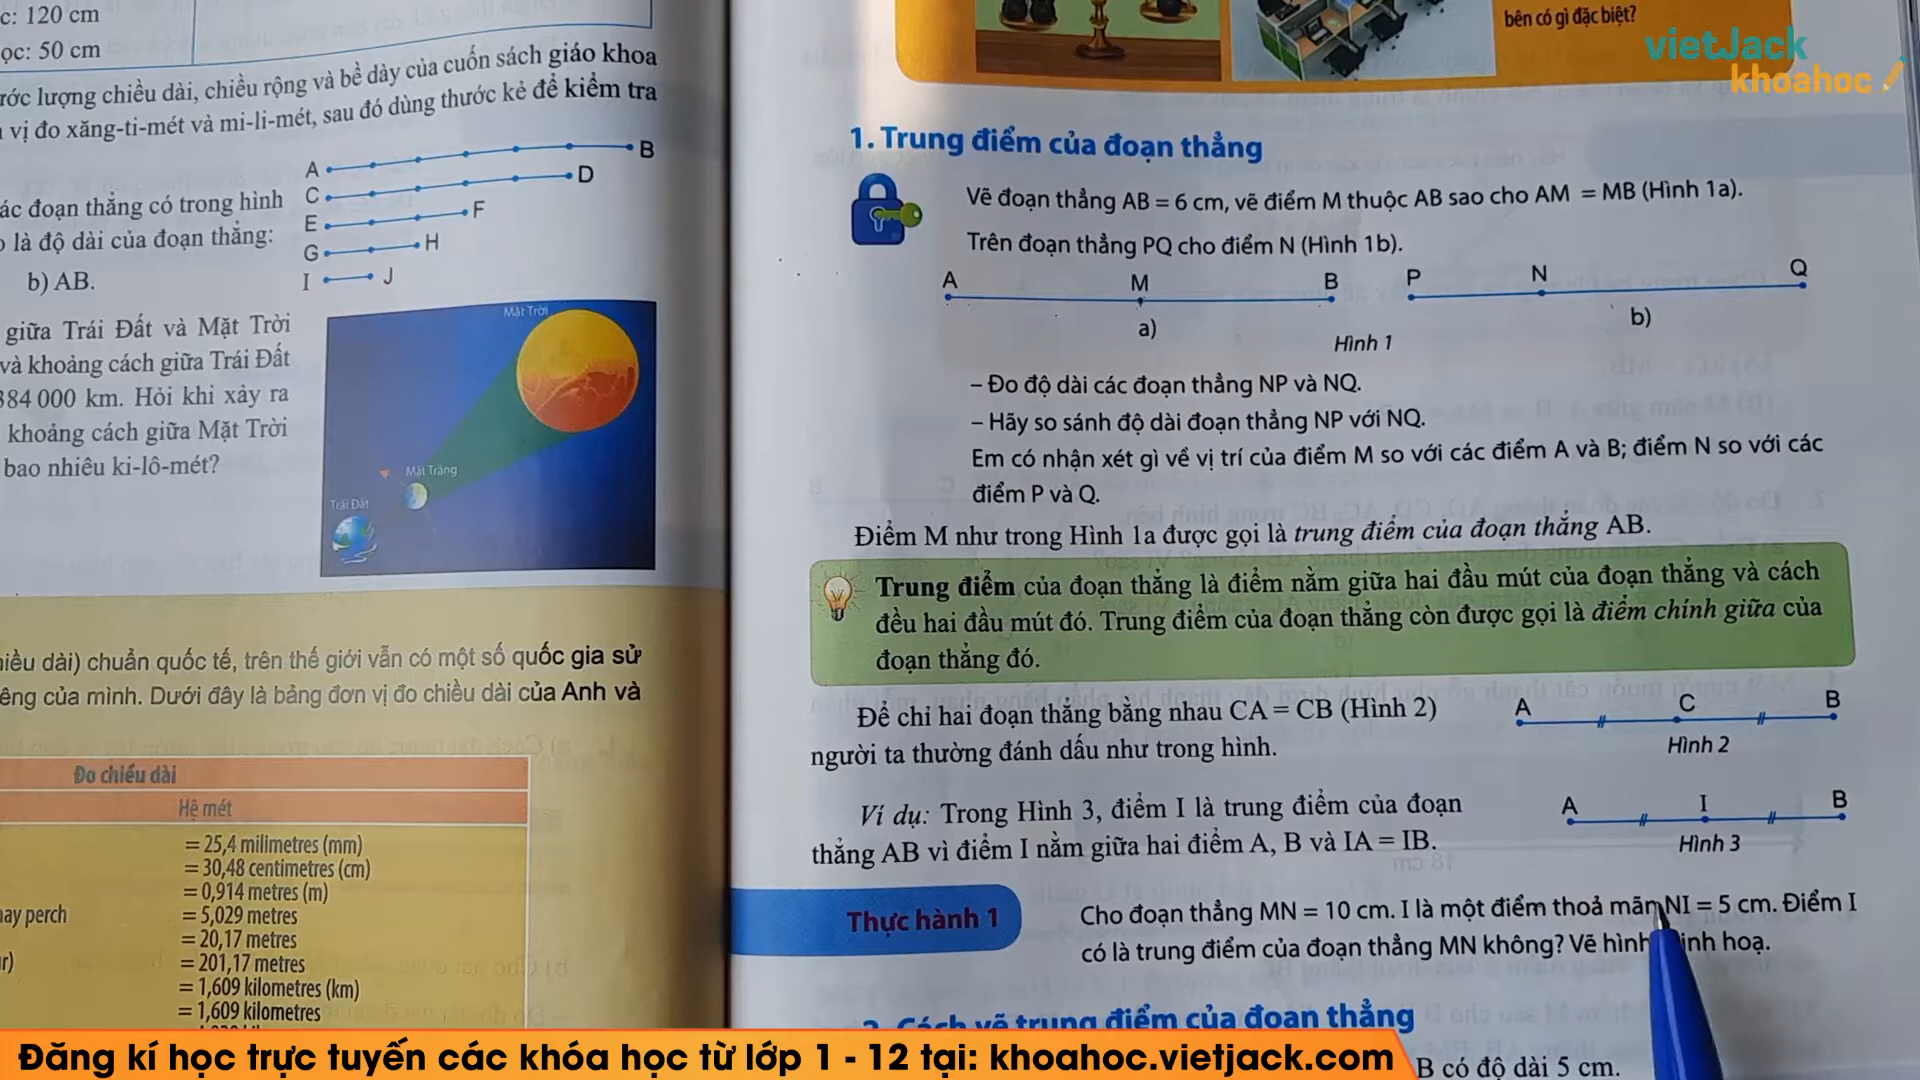 c: 120 cm
ọc: 50 cm
ước lượng chiều dài, chiều rộng và bề dày của cuốn sách giáo khoa
vị đo xăng-ti-mét và mi-li-mét, sau đó dùng thước kẻ để kiểm tra
ác đoạn thẳng có trong hình
là độ dài của đoạn thẳng:
b) AB.
A B
C D
E F
G H
I J
giữa Trái Đất và Mặt Trời
và khoảng cách giữa Trái Đất
384 000 km. Hỏi khi xảy ra
khoảng cách giữa Mặt Trời
bao nhiêu ki-lô-mét?
Mặt Trời
Mặt Trăng
Trái Đất
iều dài) chuẩn quốc tế, trên thế giới vẫn có một số quốc gia sử
êng của mình. Dưới đây là bảng đơn vị đo chiều dài của Anh và
Đo chiều dài
Hệ mét
= 25,4 milimetres (mm)
= 30,48 centimetres (cm)
= 0,914 metres (m)
hay perch = 5,029 metres
= 20,17 metres
r) = 201,17 metres
= 1,609 kilometres (km)
= 1,609 kilometres
bên có gì đặc biệt?
vietJack
khoahoc
1. Trung điểm của đoạn thẳng
Vẽ đoạn thẳng AB = 6 cm, vẽ điểm M thuộc AB sao cho AM = MB (Hình 1a).
Trên đoạn thẳng PQ cho điểm N (Hình 1b).
A M B P N Q
a) b)
Hình 1
– Đo độ dài các đoạn thẳng NP và NQ.
– Hãy so sánh độ dài đoạn thẳng NP với NQ.
Em có nhận xét gì về vị trí của điểm M so với các điểm A và B; điểm N so với các
điểm P và Q.
Điểm M như trong Hình 1a được gọi là trung điểm của đoạn thẳng AB.
Trung điểm của đoạn thẳng là điểm nằm giữa hai đầu mút của đoạn thẳng và cách
đều hai đầu mút đó. Trung điểm của đoạn thẳng còn được gọi là điểm chính giữa của
đoạn thẳng đó.
Để chỉ hai đoạn thẳng bằng nhau CA = CB (Hình 2)
người ta thường đánh dấu như trong hình.
A C B
Hình 2
Ví dụ: Trong Hình 3, điểm I là trung điểm của đoạn
thẳng AB vì điểm I nằm giữa hai điểm A, B và IA = IB.
A I B
Hình 3
Thực hành 1
Cho đoạn thẳng MN = 10 cm. I là một điểm thoả mãn NI = 5 cm. Điểm I
có là trung điểm của đoạn thẳng MN không? Vẽ hình inh hoạ.
2. Cách vẽ trung điểm của đoạn thẳng
B có độ dài 5 cm.
Đăng kí học trực tuyến các khóa học từ lớp 1 - 12 tại: khoahoc.vietjack.com